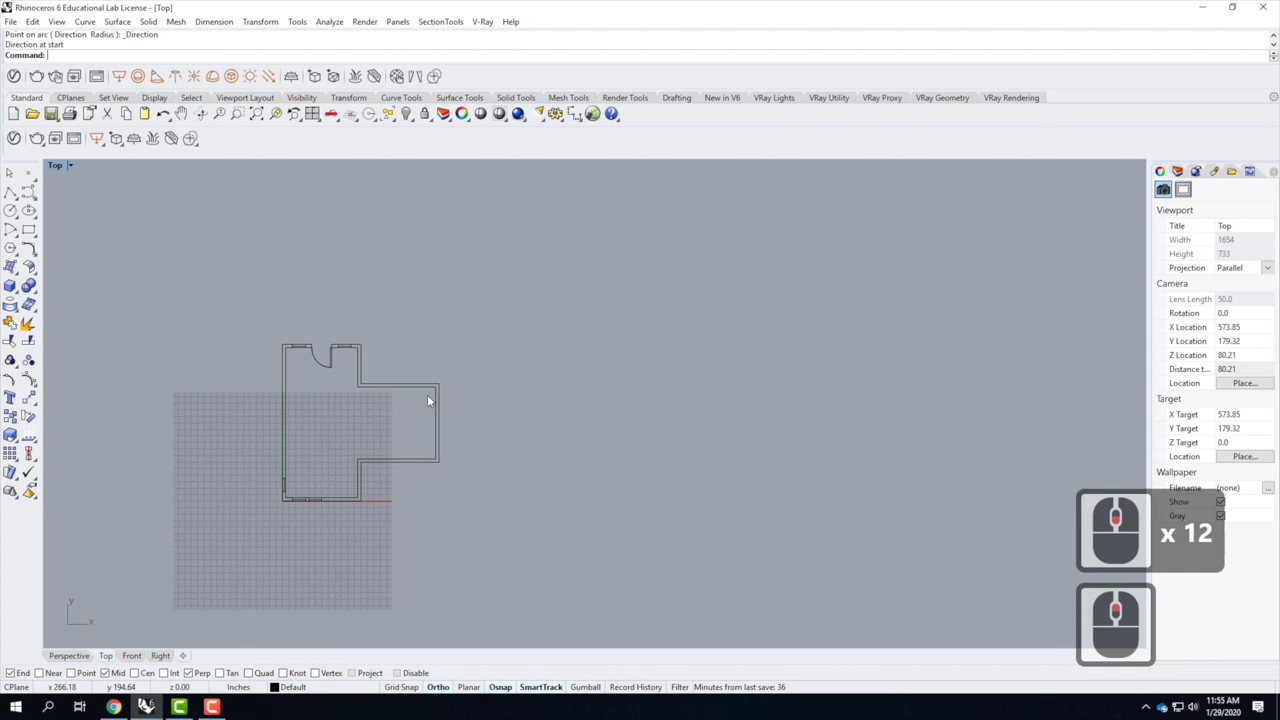 Rhinoceros 6 Educational Lab License - [Top]
File Edit View Curve Surface Solid Mesh Dimension Transform Tools Analyze Render Panels SectionTools V-Ray Help
Point on arc ( Direction Radius ): _Direction
Direction at start
Command:
Standard CPlanes Set View Display Select Viewport Layout Visibility Transform Curve Tools Surface Tools Solid Tools Mesh Tools Render Tools Drafting New in V6 VRay Lights VRay Utility VRay Proxy VRay Geometry VRay Rendering
Top
Viewport
Title Top
Width 1654
Height 733
Projection Parallel
Camera
Lens Length 50.0
Rotation 0.0
X Location 573.85
Y Location 179.32
Z Location 80.21
Distance t... 80.21
Location Place...
Target
X Target 573.85
Y Target 179.32
Z Target 0.0
Location Place...
Wallpaper
Filename (none) ...
Show
Gray
x 12
y
x
Perspective Top Front Right
End Near Point Mid Cen Int Perp Tan Quad Knot Vertex Project Disable
CPlane x 266.18 y 194.64 z 0.00 Inches Default Grid Snap Ortho Planar Osnap SmartTrack Gumball Record History Filter Minutes from last save: 36
11:55 AM
1/29/2020